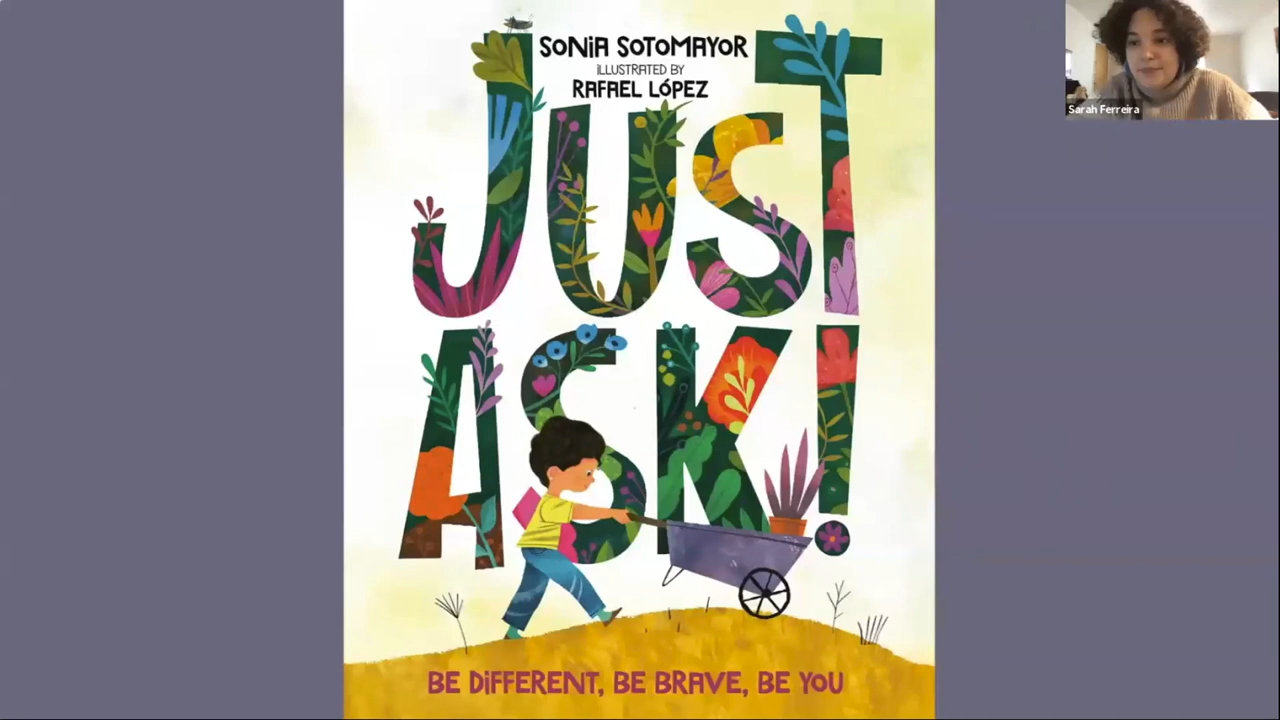 SONiA SOTOMAYOR
iLLUSTRATED BY
RAFAEL LÓPEZ
JUST
ASK!
BE DiFFERENT, BE BRAVE, BE YOU
Sarah Ferreira